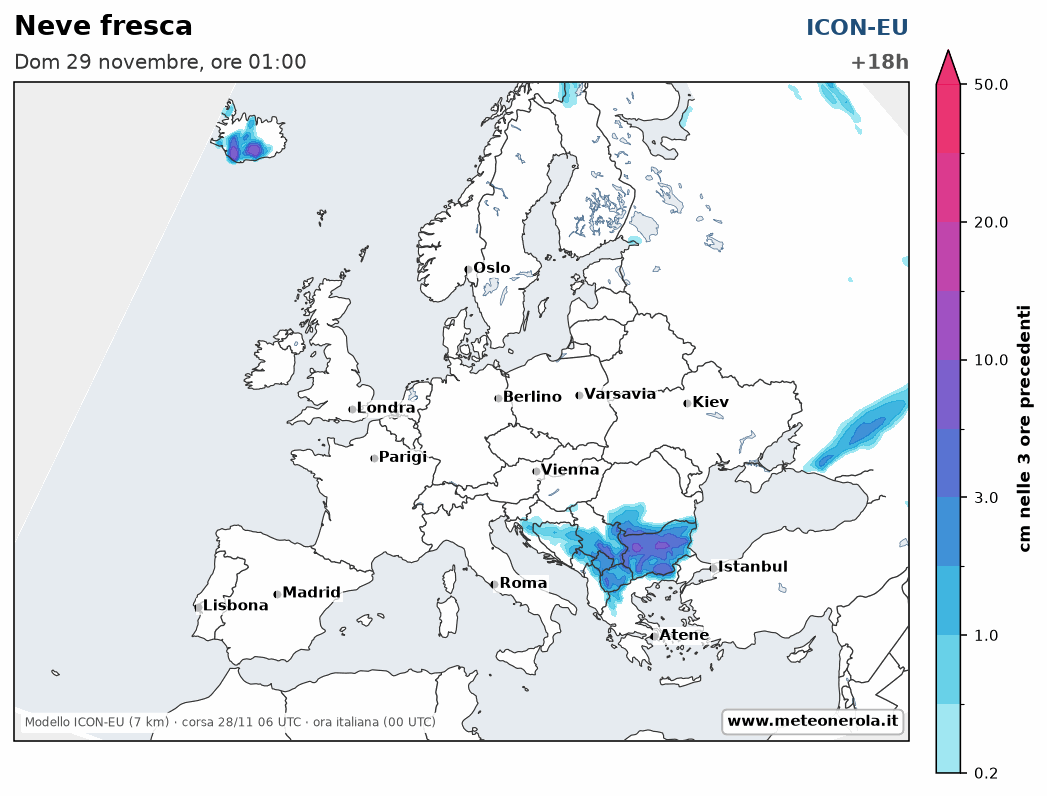 Neve fresca
ICON-EU
Dom 29 novembre, ore 01:00
+18h
50.0
20.0
10.0
3.0
1.0
0.2
cm nelle 3 ore precedenti
Oslo
Berlino
Varsavia
Kiev
Londra
Parigi
Vienna
Istanbul
Roma
Madrid
Lisbona
Atene
Modello ICON-EU (7 km) · corsa 28/11 06 UTC · ora italiana (00 UTC)
www.meteonerola.it